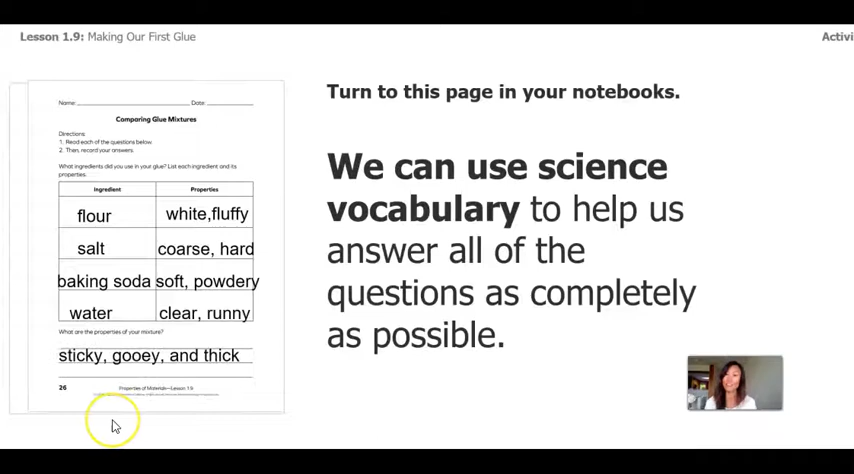 Lesson 1.9: Making Our First Glue
Activi
Name: Date:
Comparing Glue Mixtures
Directions
1. Read each of the questions below.
2. Then, record your answers.
What ingredients did you use in your glue? List each ingredient and its
properties.
Ingredient Properties
flour white,fluffy
salt coarse, hard
baking soda soft, powdery
water clear, runny
What are the properties of your mixture?
sticky, gooey, and thick
26 Properties of Materials—Lesson 1.9
Turn to this page in your notebooks.
We can use science
vocabulary to help us
answer all of the
questions as completely
as possible.